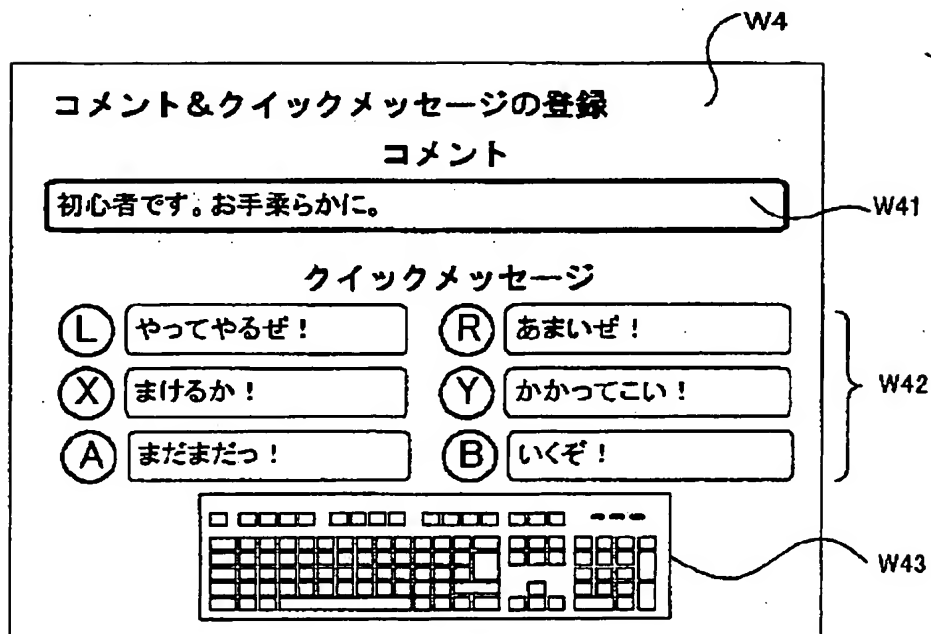 W4
コメント&クイックメッセージの登録
コメント
初心者です。お手柔らかに。
W41
クイックメッセージ
L やってやるぜ! R あまいぜ!
X まけるか! Y かかってこい! W42
A まだまだっ! B いくぞ!
W43